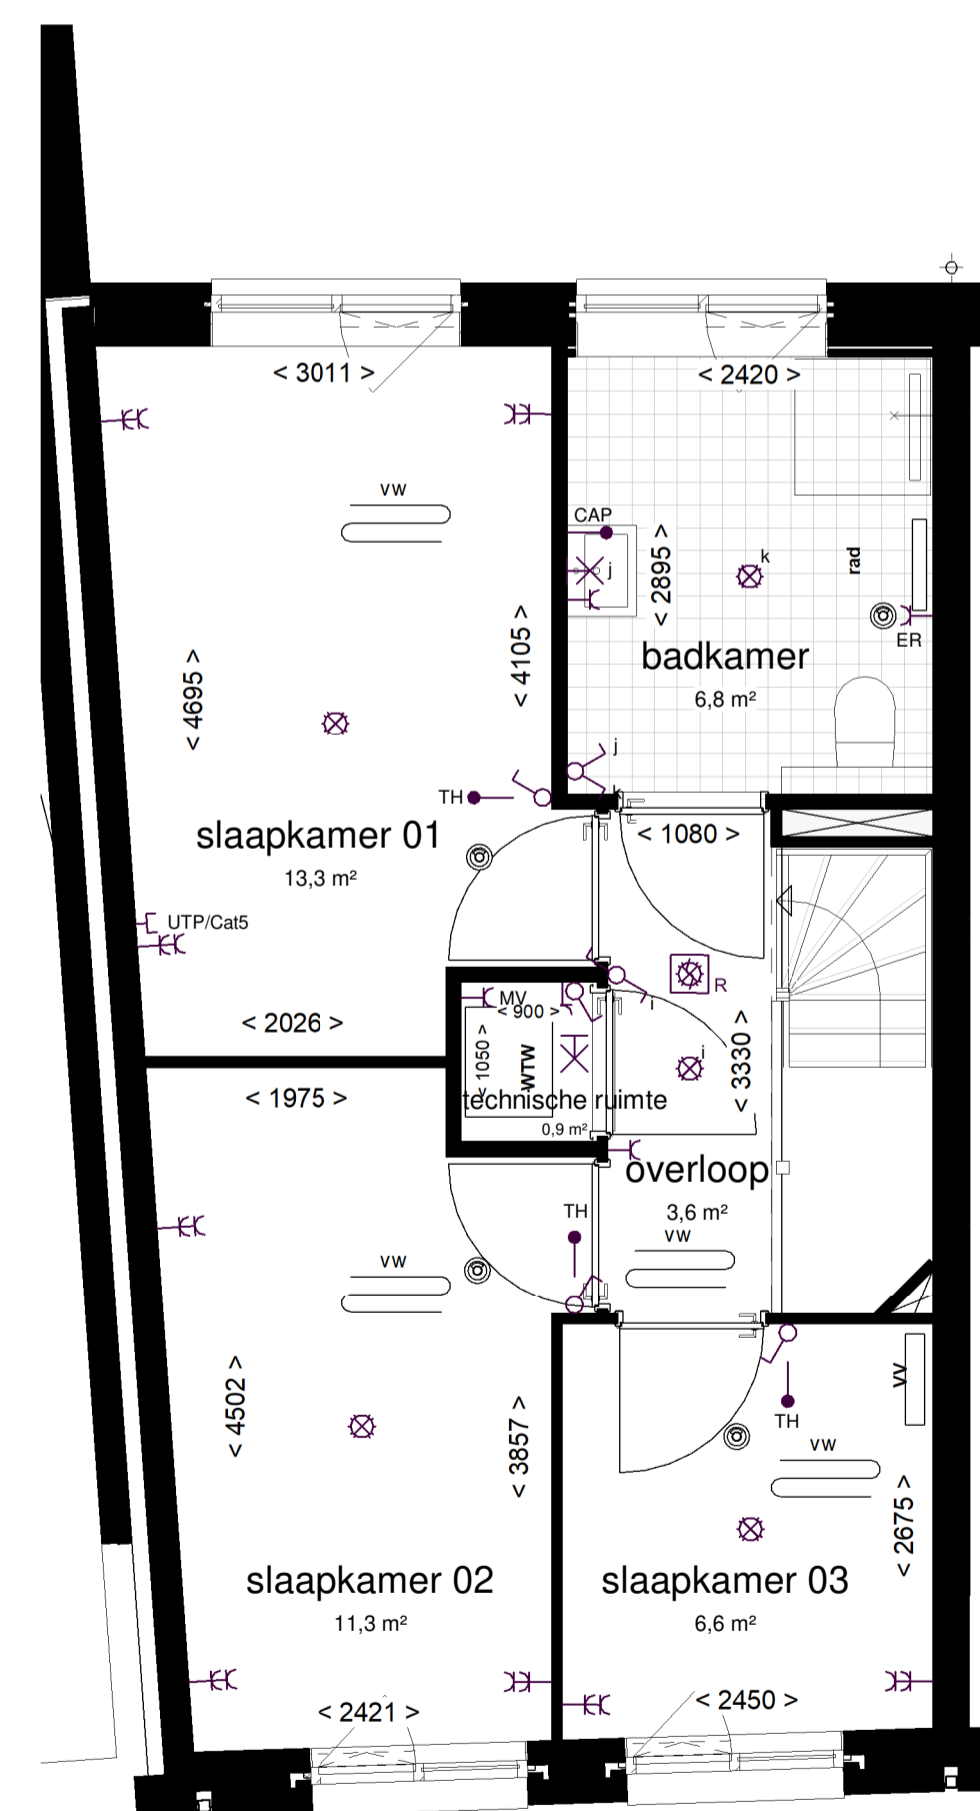 < 3011 >
< 2420 >
vw
CAP
j
k
< 2895 >
rad
ER
badkamer
6,8 m²
< 4695 >
< 4105 >
j
k
TH
slaapkamer 01
13,3 m²
< 1080 >
UTP/Cat5
R
i
MV
< 900 >
< 2026 >
< 1050 >
WTW
i
< 3330 >
< 1975 >
technische ruimte
0,9 m²
overloop
3,6 m²
vw
TH
vw
< 4502 >
< 3857 >
VV
TH
vw
< 2675 >
slaapkamer 02
11,3 m²
slaapkamer 03
6,6 m²
< 2421 >
< 2450 >